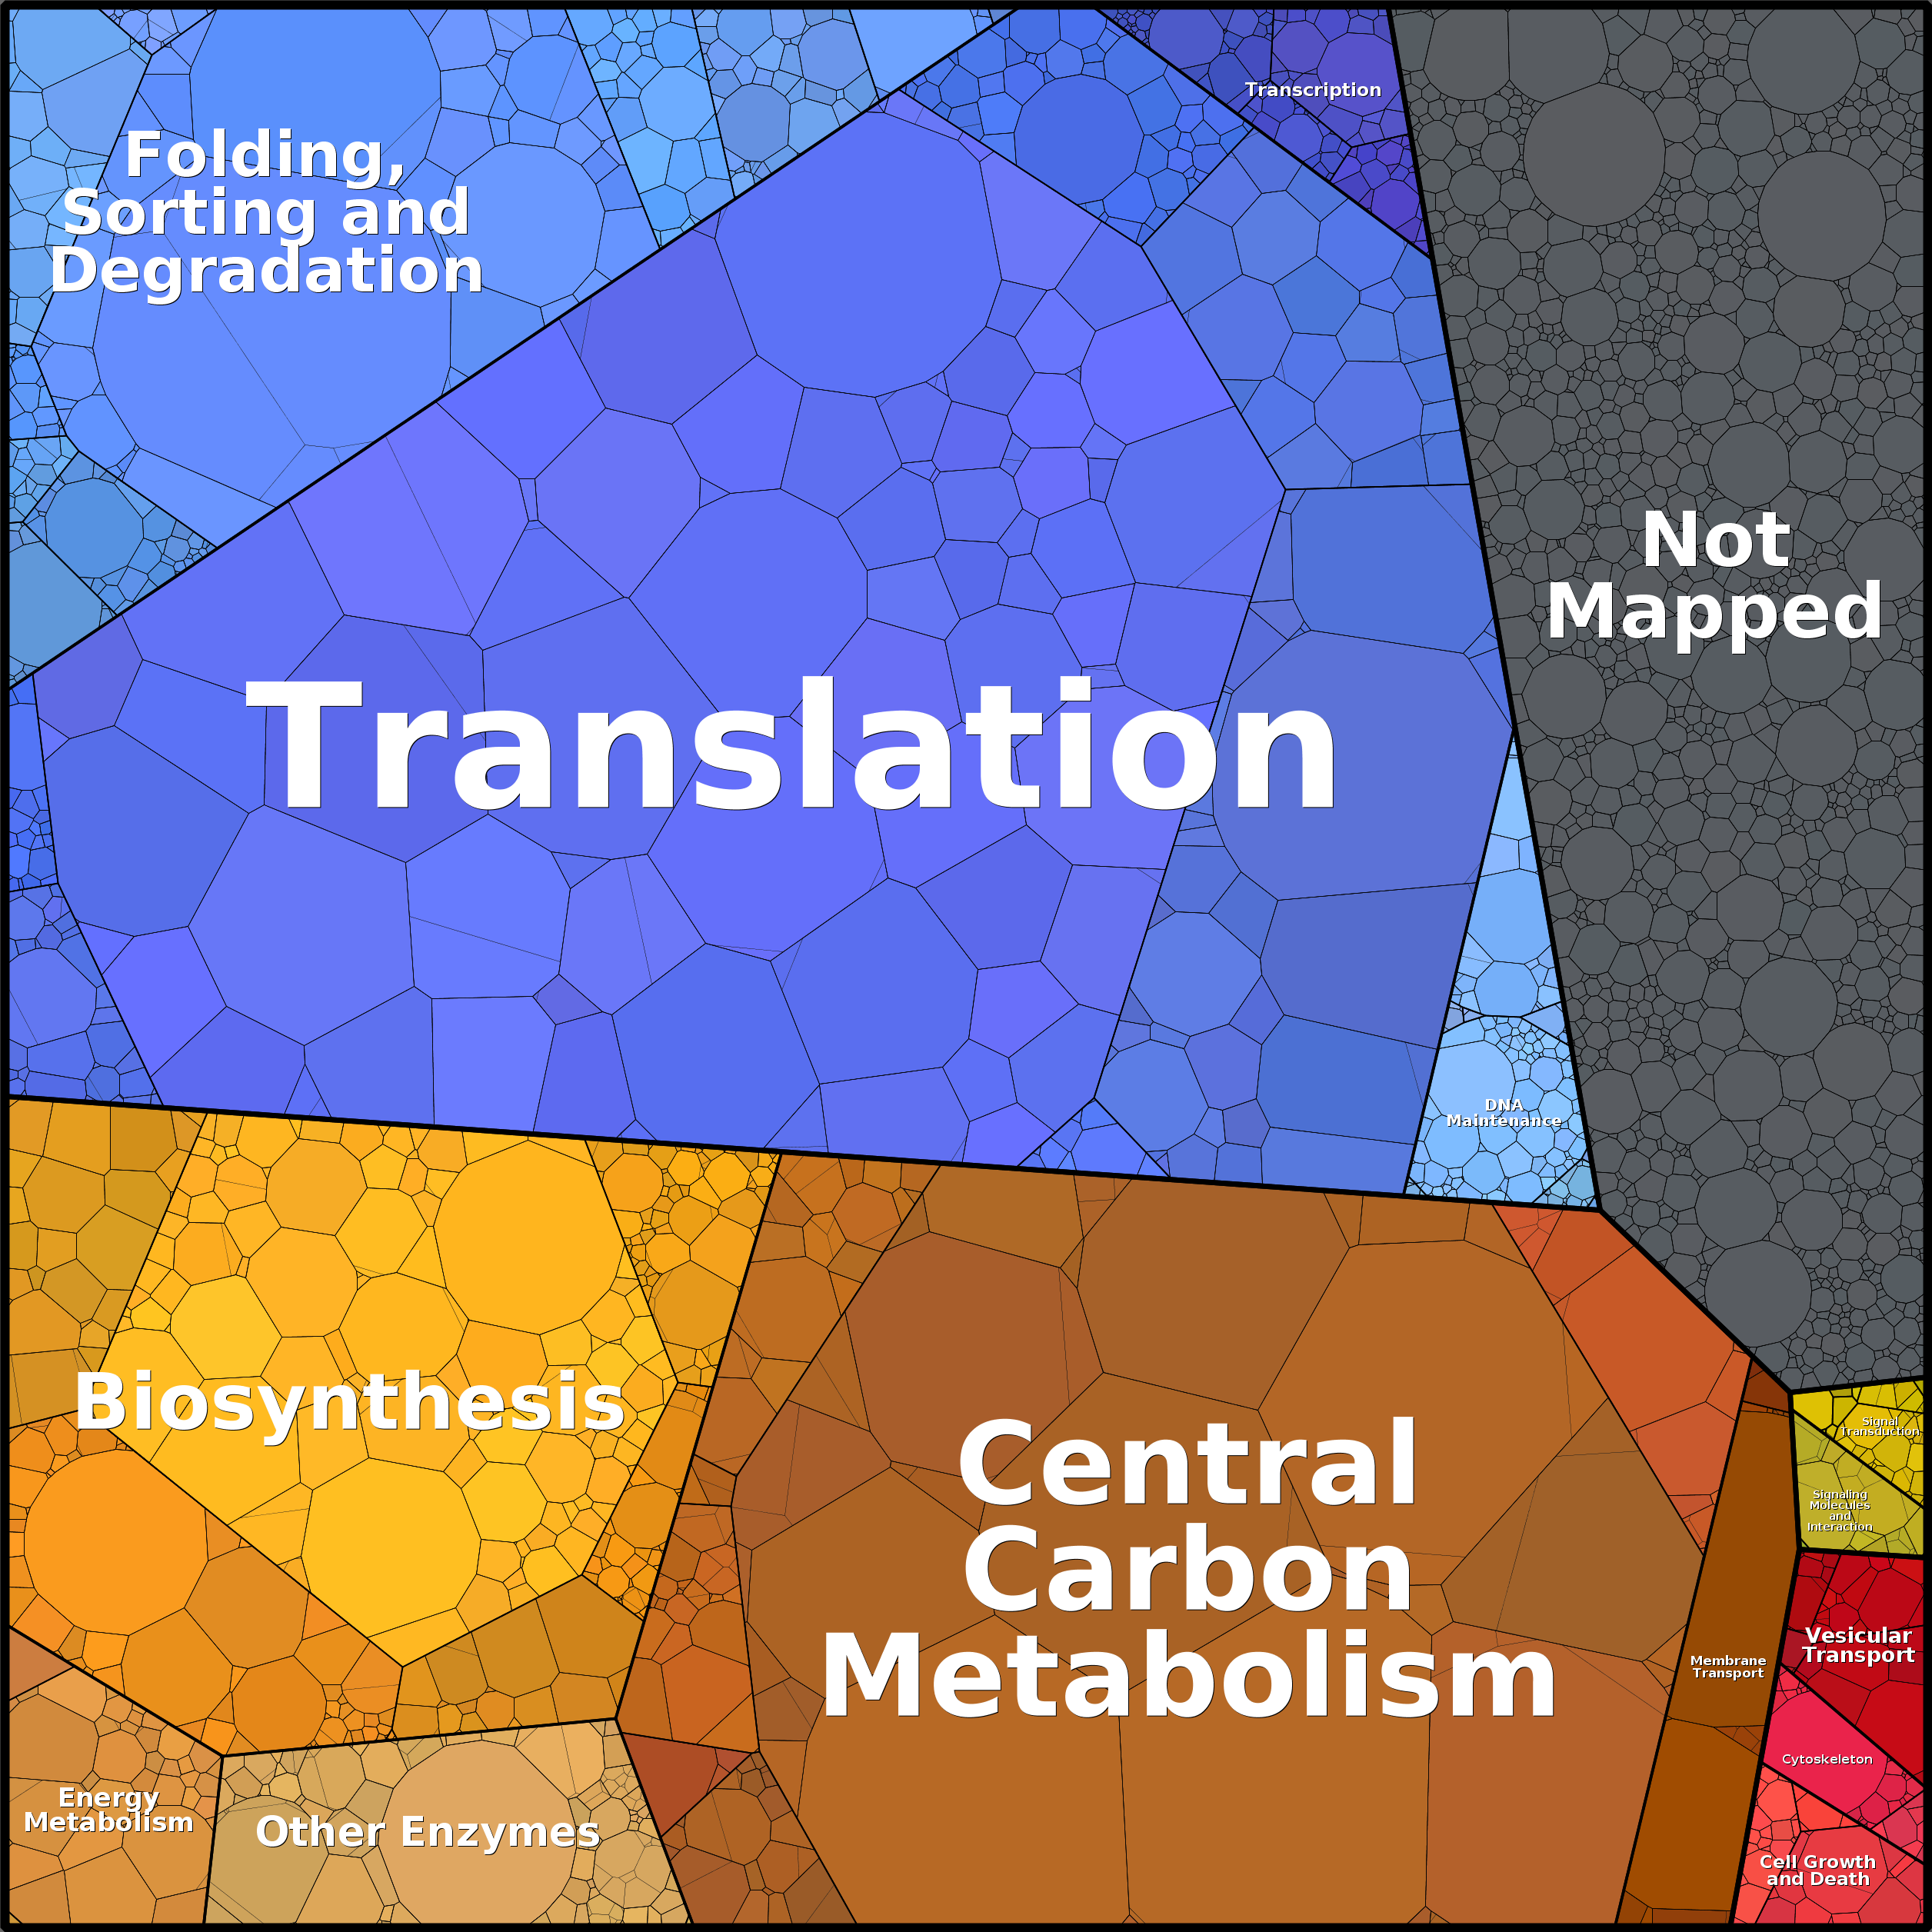 Transcription
Folding,
Sorting and
Degradation
Not
Mapped
Translation
DNA
Maintenance
Biosynthesis
Central
Carbon
Metabolism
Signal
Transduction
Signaling
Molecules
and
Interaction
Vesicular
Transport
Membrane
Transport
Cytoskeleton
Energy
Metabolism
Other Enzymes
Cell Growth
and Death